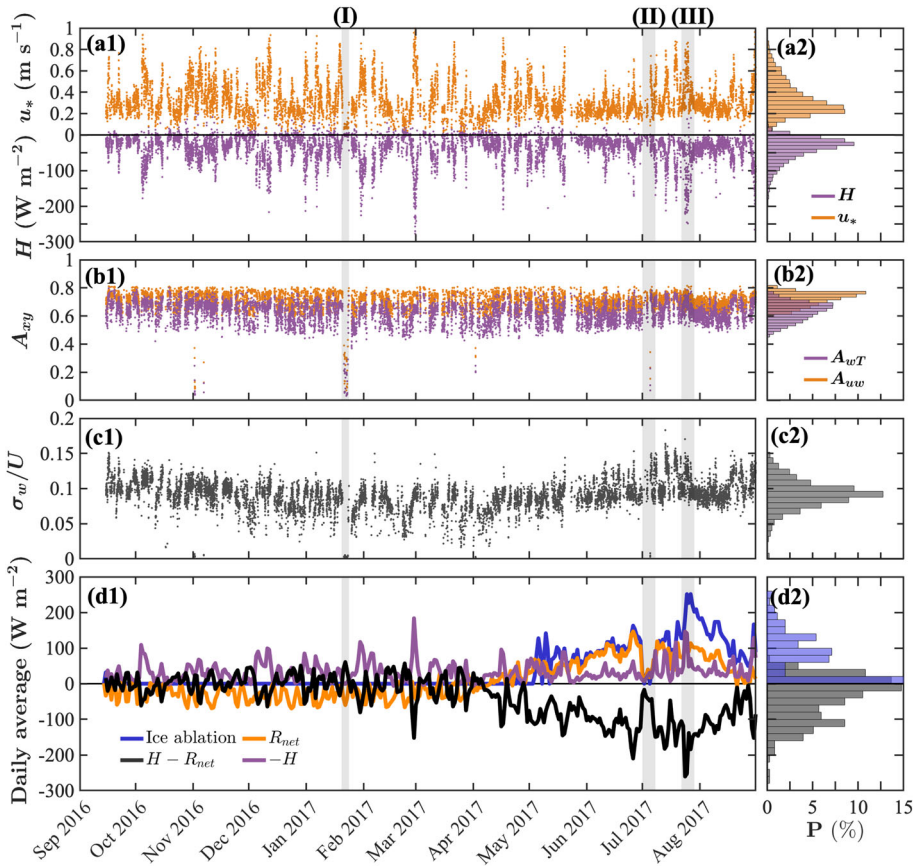 (I) (II) (III)
(a1)
(a2)
u* (m s−1)
1
0.8
0.6
0.4
0.2
0
H (W m−2)
-100
-200
-300
H
u*
(b1)
(b2)
Axy
0.8
0.6
0.4
0.2
0
AwT
Auw
(c1)
(c2)
σw/U
0.2
0.15
0.1
0.05
0
(d1)
(d2)
Daily average (W m−2)
300
200
100
0
-100
-200
-300
Ice ablation Rnet
H − Rnet −H
Sep 2016 Oct 2016 Nov 2016 Dec 2016 Jan 2017 Feb 2017 Mar 2017 Apr 2017 May 2017 Jun 2017 Jul 2017 Aug 2017
0 5 10 15
P (%)